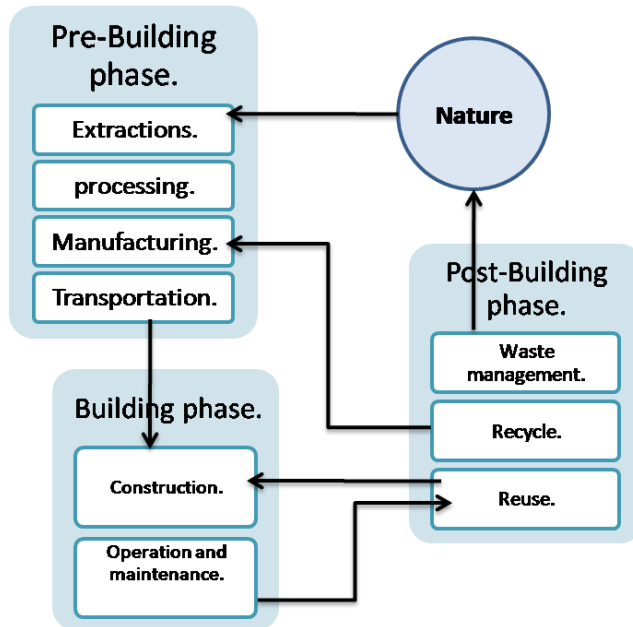 Pre-Building
phase.
Extractions.
processing.
Manufacturing.
Transportation.
Nature
Post-Building
phase.
Waste
management.
Recycle.
Reuse.
Building phase.
Construction.
Operation and
maintenance.